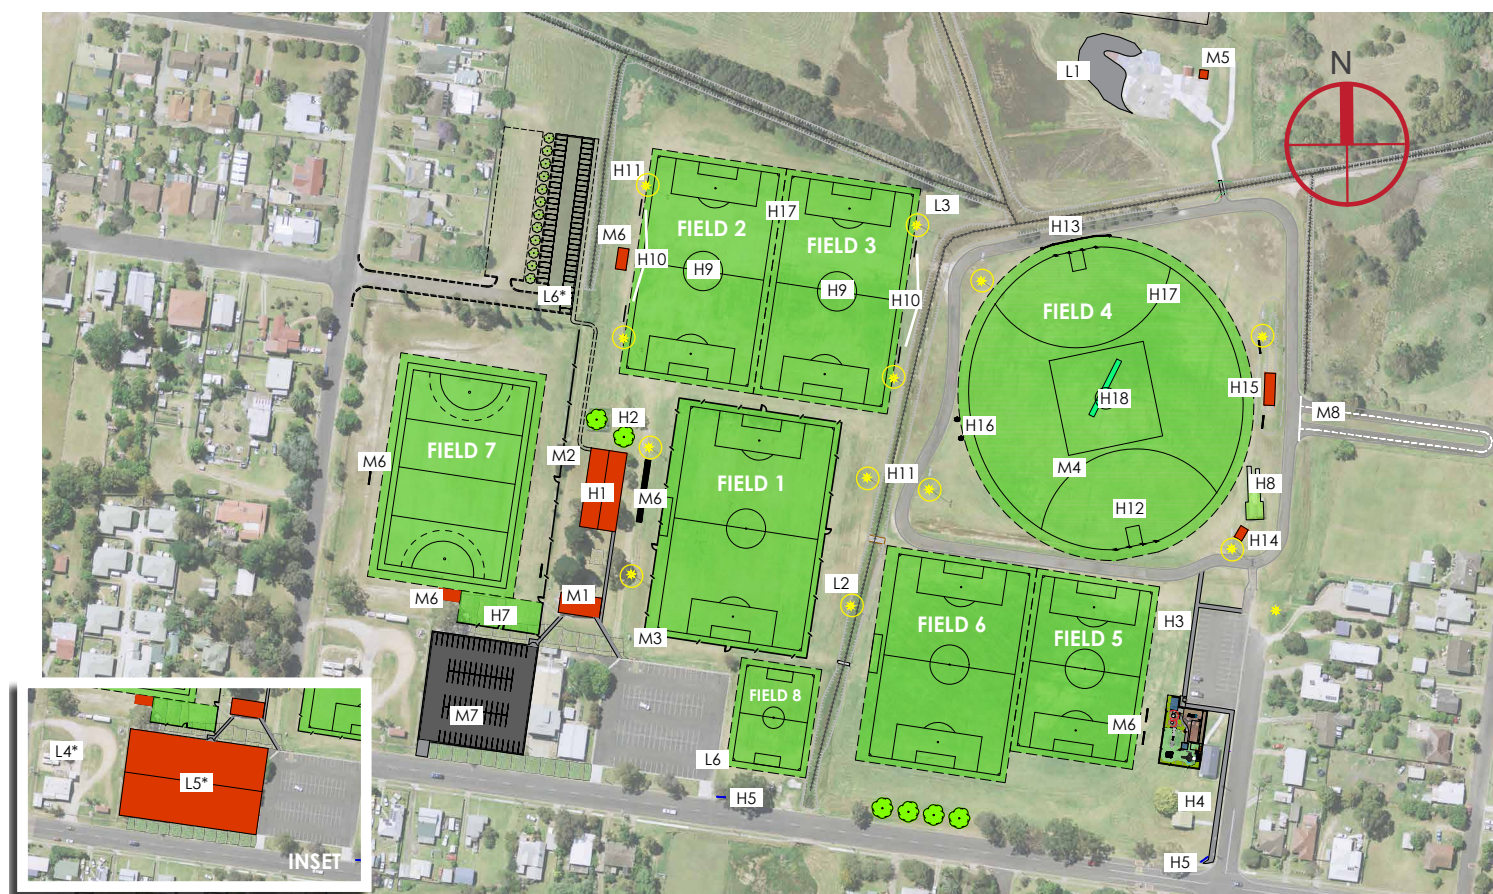 N
M5
L1
H11
L3
H17
FIELD 2
H13
M6
FIELD 3
H10
H9
H9
H17
L6*
H10
FIELD 4
H15
H18
M8
H2
H16
FIELD 7
M2
M6
M4
H11
H8
H1
M6
FIELD 1
H12
H14
L2
M6
M1
H7
H3
FIELD 6
M3
FIELD 5
FIELD 8
M7
M6
L4*
L6
L5*
H5
H4
INSET
H5